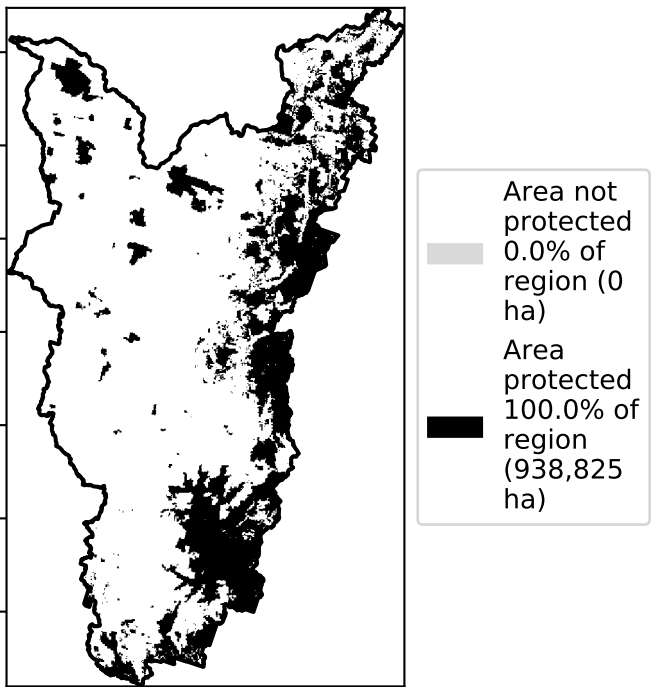 Area not
protected
0.0% of
region (0
ha)
Area
protected
100.0% of
region
(938,825
ha)